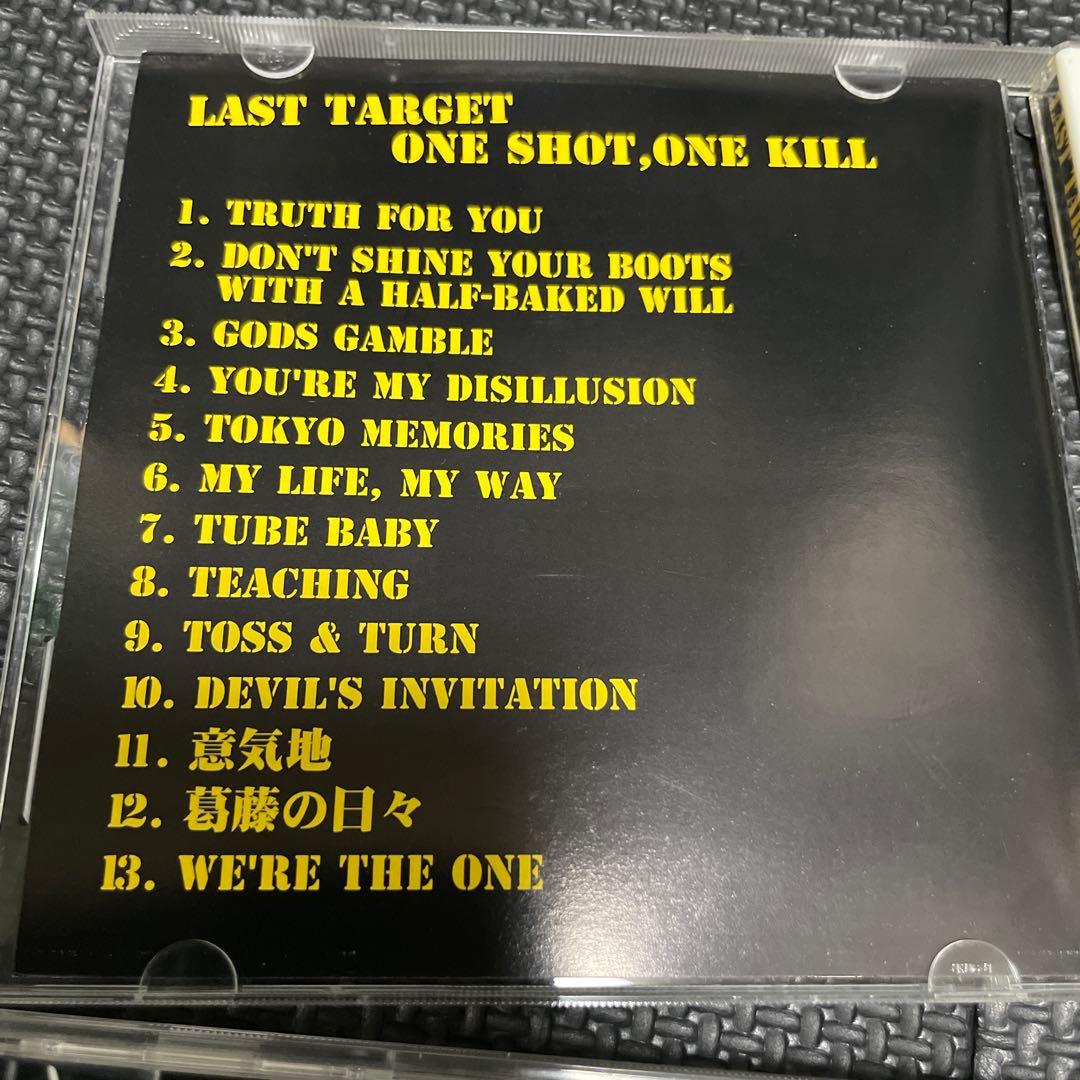 LAST TARGET
ONE SHOT,ONE KILL
1. TRUTH FOR YOU
2. DON'T SHINE YOUR BOOTS
WITH A HALF-BAKED WILL
3. GODS GAMBLE
4. YOU'RE MY DISILLUSION
5. TOKYO MEMORIES
6. MY LIFE, MY WAY
7. TUBE BABY
8. TEACHING
9. TOSS & TURN
10. DEVIL'S INVITATION
11. 意気地
12. 葛藤の日々
13. WE'RE THE ONE